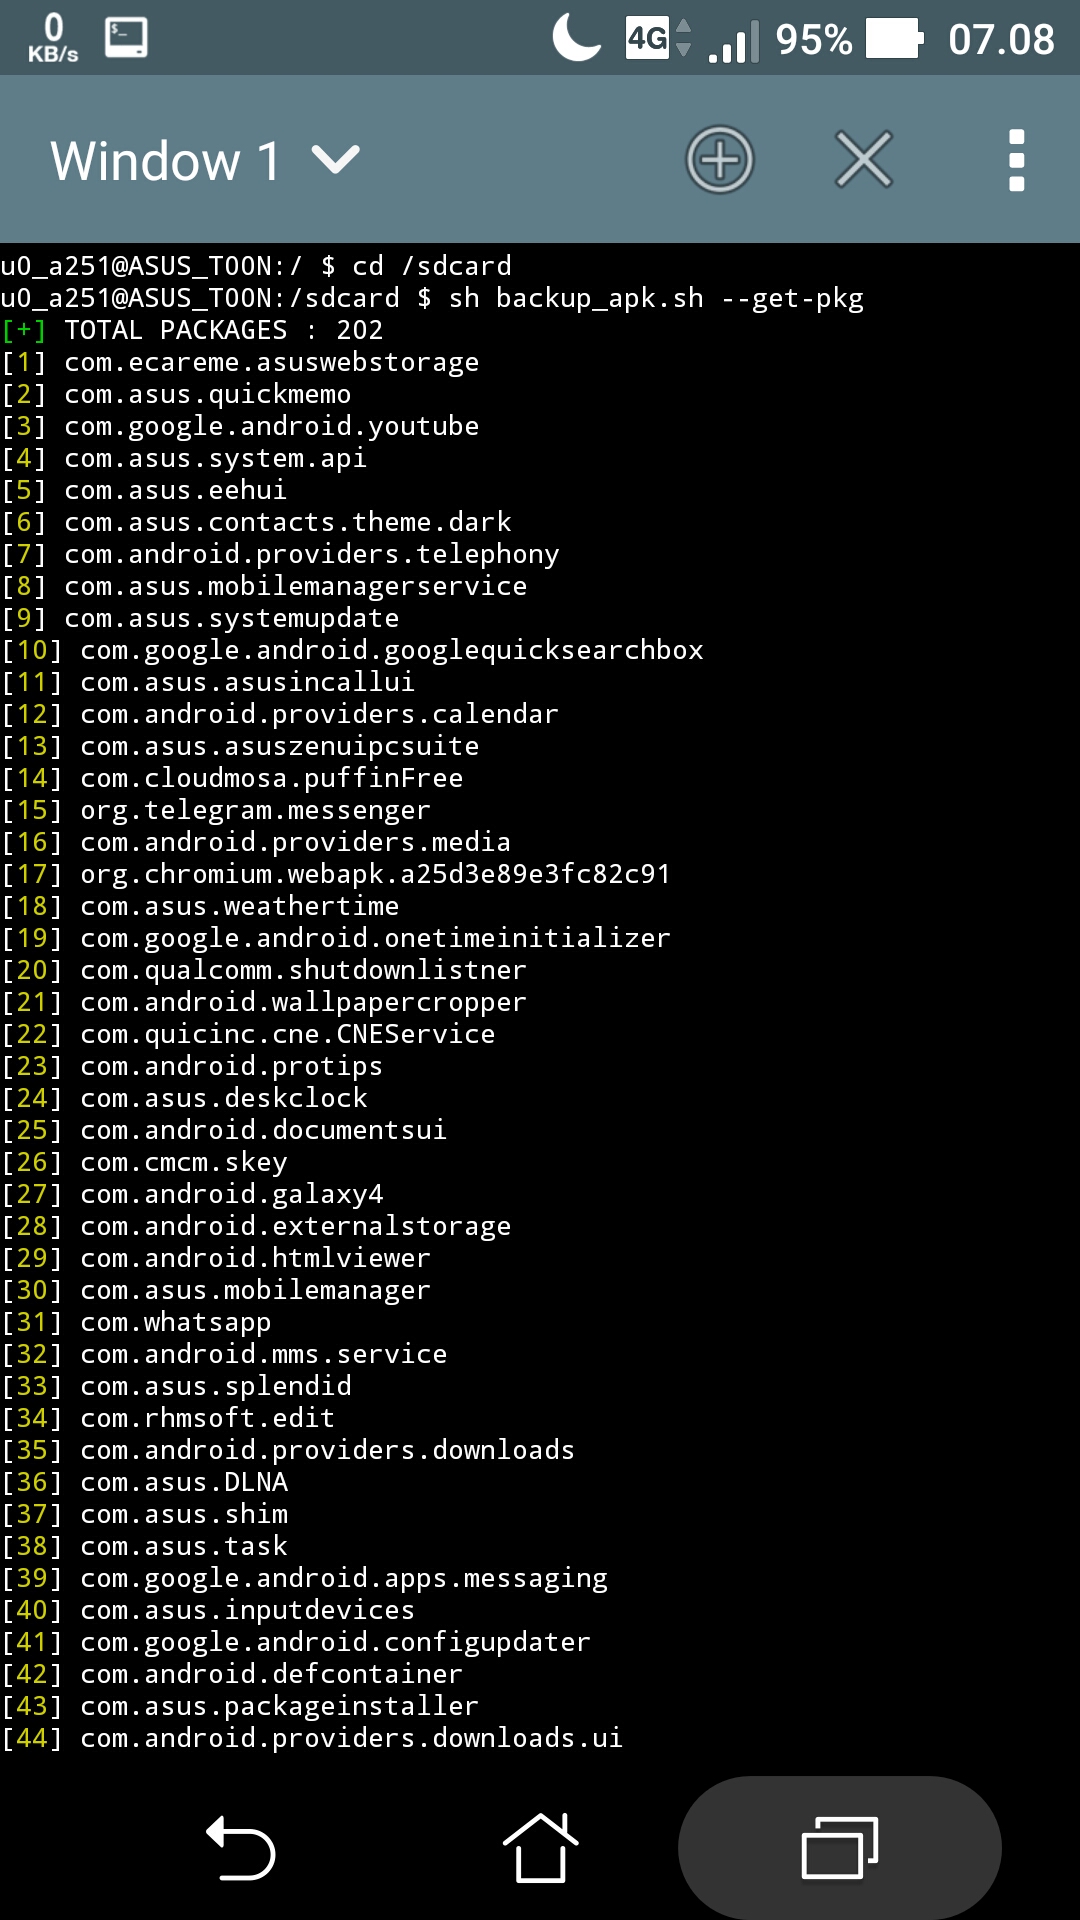 0
KB/s
4G
95%
07.08
Window 1
u0_a251@ASUS_T00N:/ $ cd /sdcard
u0_a251@ASUS_T00N:/sdcard $ sh backup_apk.sh --get-pkg
[+] TOTAL PACKAGES : 202
[1] com.ecareme.asuswebstorage
[2] com.asus.quickmemo
[3] com.google.android.youtube
[4] com.asus.system.api
[5] com.asus.eehui
[6] com.asus.contacts.theme.dark
[7] com.android.providers.telephony
[8] com.asus.mobilemanagerservice
[9] com.asus.systemupdate
[10] com.google.android.googlequicksearchbox
[11] com.asus.asusincallui
[12] com.android.providers.calendar
[13] com.asus.asuszenuipcsuite
[14] com.cloudmosa.puffinFree
[15] org.telegram.messenger
[16] com.android.providers.media
[17] org.chromium.webapk.a25d3e89e3fc82c91
[18] com.asus.weathertime
[19] com.google.android.onetimeinitializer
[20] com.qualcomm.shutdownlistner
[21] com.android.wallpapercropper
[22] com.quicinc.cne.CNEService
[23] com.android.protips
[24] com.asus.deskclock
[25] com.android.documentsui
[26] com.cmcm.skey
[27] com.android.galaxy4
[28] com.android.externalstorage
[29] com.android.htmlviewer
[30] com.asus.mobilemanager
[31] com.whatsapp
[32] com.android.mms.service
[33] com.asus.splendid
[34] com.rhmsoft.edit
[35] com.android.providers.downloads
[36] com.asus.DLNA
[37] com.asus.shim
[38] com.asus.task
[39] com.google.android.apps.messaging
[40] com.asus.inputdevices
[41] com.google.android.configupdater
[42] com.android.defcontainer
[43] com.asus.packageinstaller
[44] com.android.providers.downloads.ui